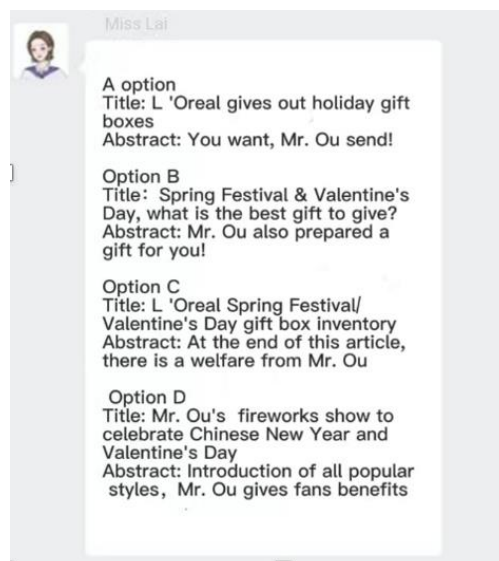 Miss Lai
A option
Title: L 'Oreal gives out holiday gift
boxes
Abstract: You want, Mr. Ou send!
Option B
Title：Spring Festival & Valentine's
Day, what is the best gift to give?
Abstract: Mr. Ou also prepared a
gift for you!
Option C
Title: L 'Oreal Spring Festival/
Valentine's Day gift box inventory
Abstract: At the end of this article,
there is a welfare from Mr. Ou
Option D
Title: Mr. Ou's fireworks show to
celebrate Chinese New Year and
Valentine's Day
Abstract: Introduction of all popular
styles，Mr. Ou gives fans benefits